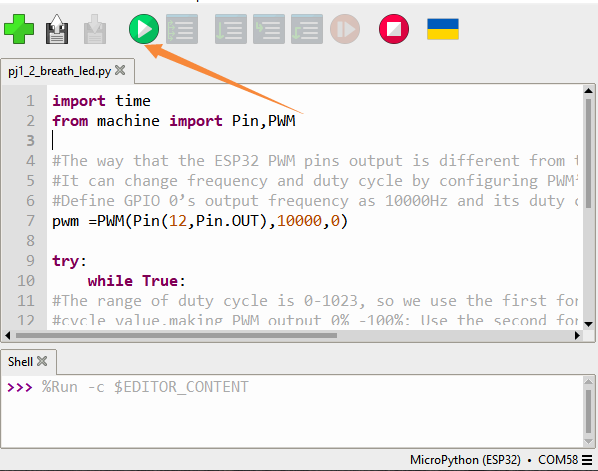 pj1_2_breath_led.py
1 import time
2 from machine import Pin,PWM
3
4 #The way that the ESP32 PWM pins output is different from
5 #It can change frequency and duty cycle by configuring PWM
6 #Define GPIO 0’s output frequency as 10000Hz and its duty
7 pwm =PWM(Pin(12,Pin.OUT),10000,0)
8
9 try:
10 while True:
11 #The range of duty cycle is 0-1023, so we use the first
12 #cycle value,making PWM output 0% -100%; Use the second
Shell
>>> %Run -c $EDITOR_CONTENT
MicroPython (ESP32) • COM58